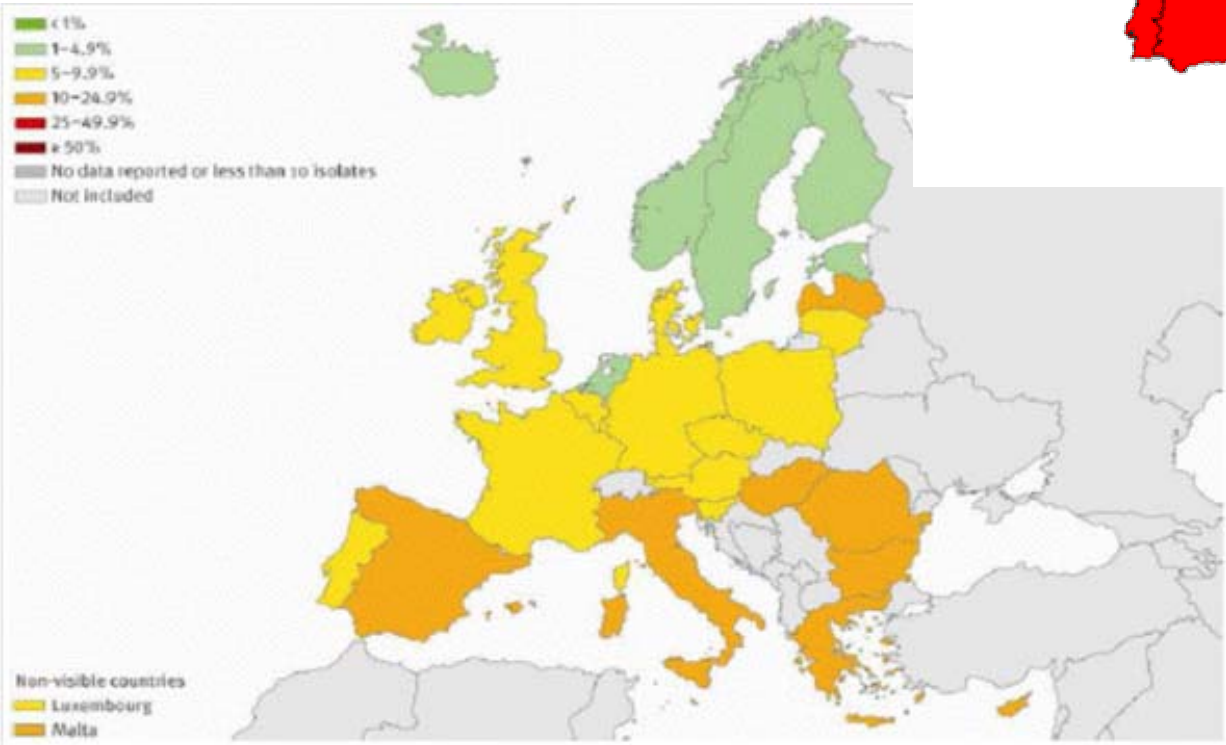 < 1%
1–4.9%
5–9.9%
10–24.9%
25–49.9%
≥ 50%
No data reported or less than 10 isolates
Not included
Non-visible countries
Luxembourg
Malta